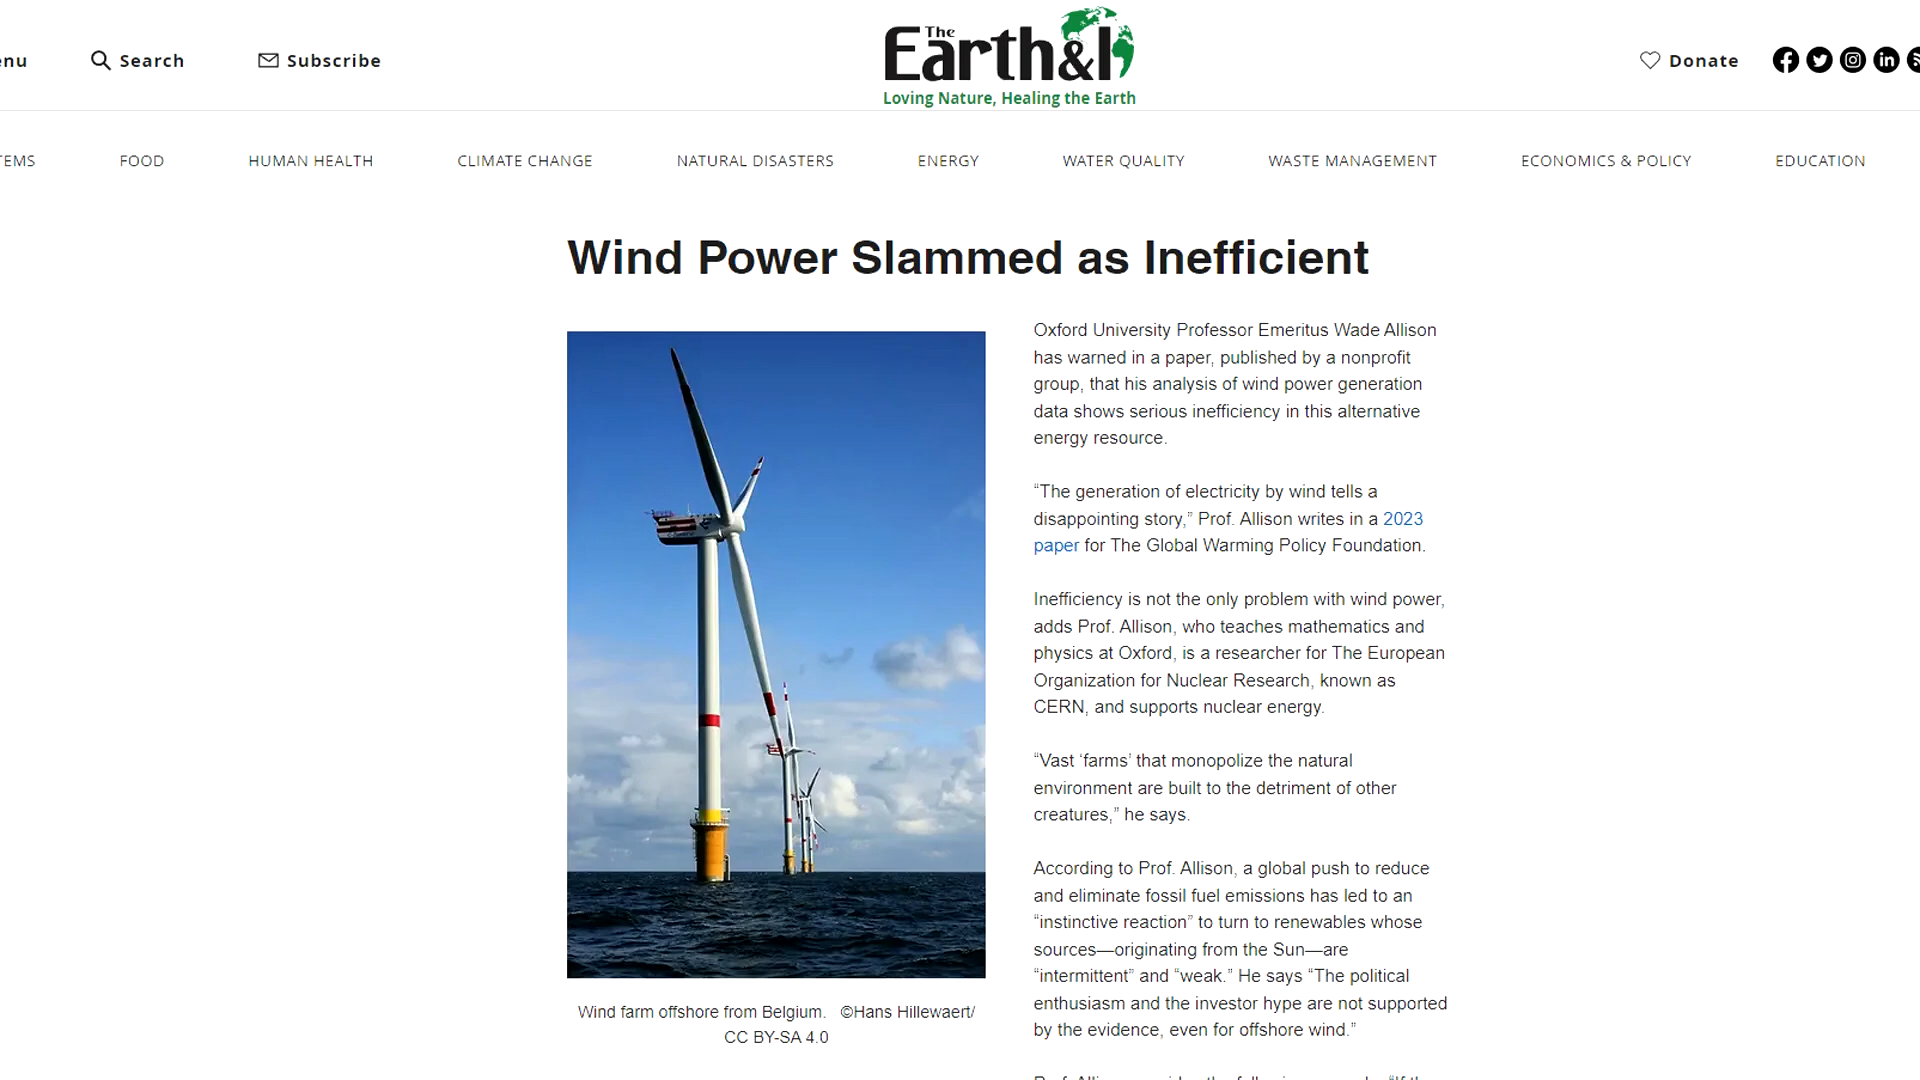 enu
Search
Subscribe
The
Earth&I
Loving Nature, Healing the Earth
Donate
TEMS
FOOD
HUMAN HEALTH
CLIMATE CHANGE
NATURAL DISASTERS
ENERGY
WATER QUALITY
WASTE MANAGEMENT
ECONOMICS & POLICY
EDUCATION
Wind Power Slammed as Inefficient
Wind farm offshore from Belgium. ©Hans Hillewaert/
CC BY-SA 4.0
Oxford University Professor Emeritus Wade Allison
has warned in a paper, published by a nonprofit
group, that his analysis of wind power generation
data shows serious inefficiency in this alternative
energy resource.
“The generation of electricity by wind tells a
disappointing story,” Prof. Allison writes in a 2023
paper for The Global Warming Policy Foundation.
Inefficiency is not the only problem with wind power,
adds Prof. Allison, who teaches mathematics and
physics at Oxford, is a researcher for The European
Organization for Nuclear Research, known as
CERN, and supports nuclear energy.
“Vast ‘farms’ that monopolize the natural
environment are built to the detriment of other
creatures,” he says.
According to Prof. Allison, a global push to reduce
and eliminate fossil fuel emissions has led to an
“instinctive reaction” to turn to renewables whose
sources—originating from the Sun—are
“intermittent” and “weak.” He says “The political
enthusiasm and the investor hype are not supported
by the evidence, even for offshore wind.”